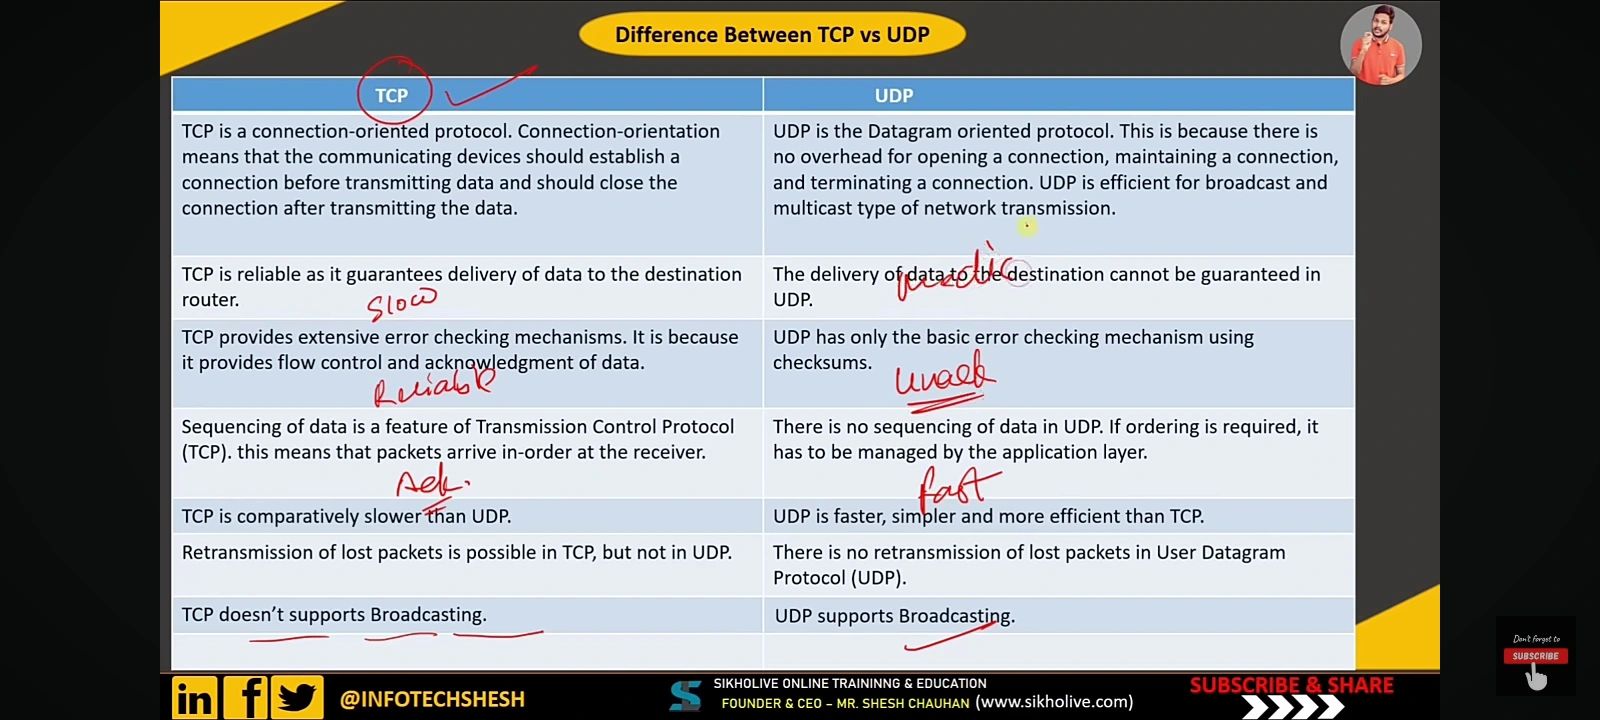 Difference Between TCP vs UDP
TCP
UDP
TCP is a connection-oriented protocol. Connection-orientation
means that the communicating devices should establish a
connection before transmitting data and should close the
connection after transmitting the data.
UDP is the Datagram oriented protocol. This is because there is
no overhead for opening a connection, maintaining a connection,
and terminating a connection. UDP is efficient for broadcast and
multicast type of network transmission.
TCP is reliable as it guarantees delivery of data to the destination
router.
Slow
The delivery of data to the destination cannot be guaranteed in
UDP.
TCP provides extensive error checking mechanisms. It is because
it provides flow control and acknowledgment of data.
Reliable
UDP has only the basic error checking mechanism using
checksums.
Sequencing of data is a feature of Transmission Control Protocol
(TCP). this means that packets arrive in-order at the receiver.
There is no sequencing of data in UDP. If ordering is required, it
has to be managed by the application layer.
fast
TCP is comparatively slower than UDP.
UDP is faster, simpler and more efficient than TCP.
Retransmission of lost packets is possible in TCP, but not in UDP.
There is no retransmission of lost packets in User Datagram
Protocol (UDP).
TCP doesn't supports Broadcasting.
UDP supports Broadcasting.
Don't forget to
SUBSCRIBE
@INFOTECHSHESH
SIKHOLIVE ONLINE TRAININNG & EDUCATION
FOUNDER & CEO – MR. SHESH CHAUHAN (www.sikholive.com)
SUBSCRIBE & SHARE